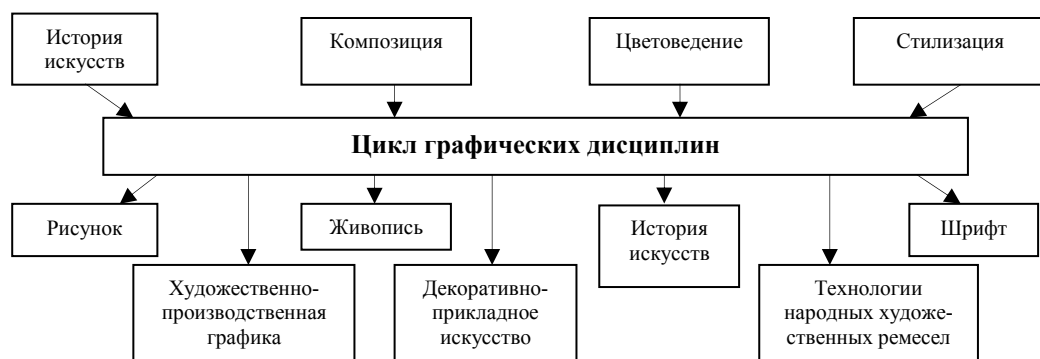 История
искусств
Композиция
Цветоведение
Стилизация
Цикл графических дисциплин
Рисунок
Живопись
История
искусств
Шрифт
Художественно-
производственная
графика
Декоративно-
прикладное
искусство
Технологии
народных художе-
ственных ремесел